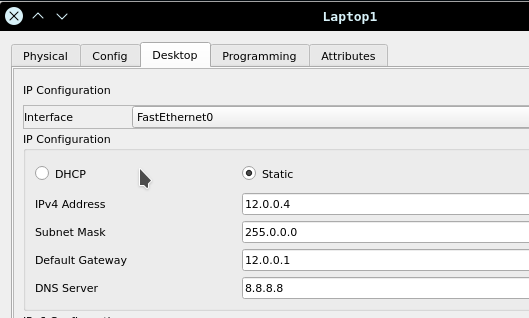 Laptop1
Physical Config Desktop Programming Attributes
IP Configuration
Interface FastEthernet0
IP Configuration
DHCP Static
IPv4 Address 12.0.0.4
Subnet Mask 255.0.0.0
Default Gateway 12.0.0.1
DNS Server 8.8.8.8